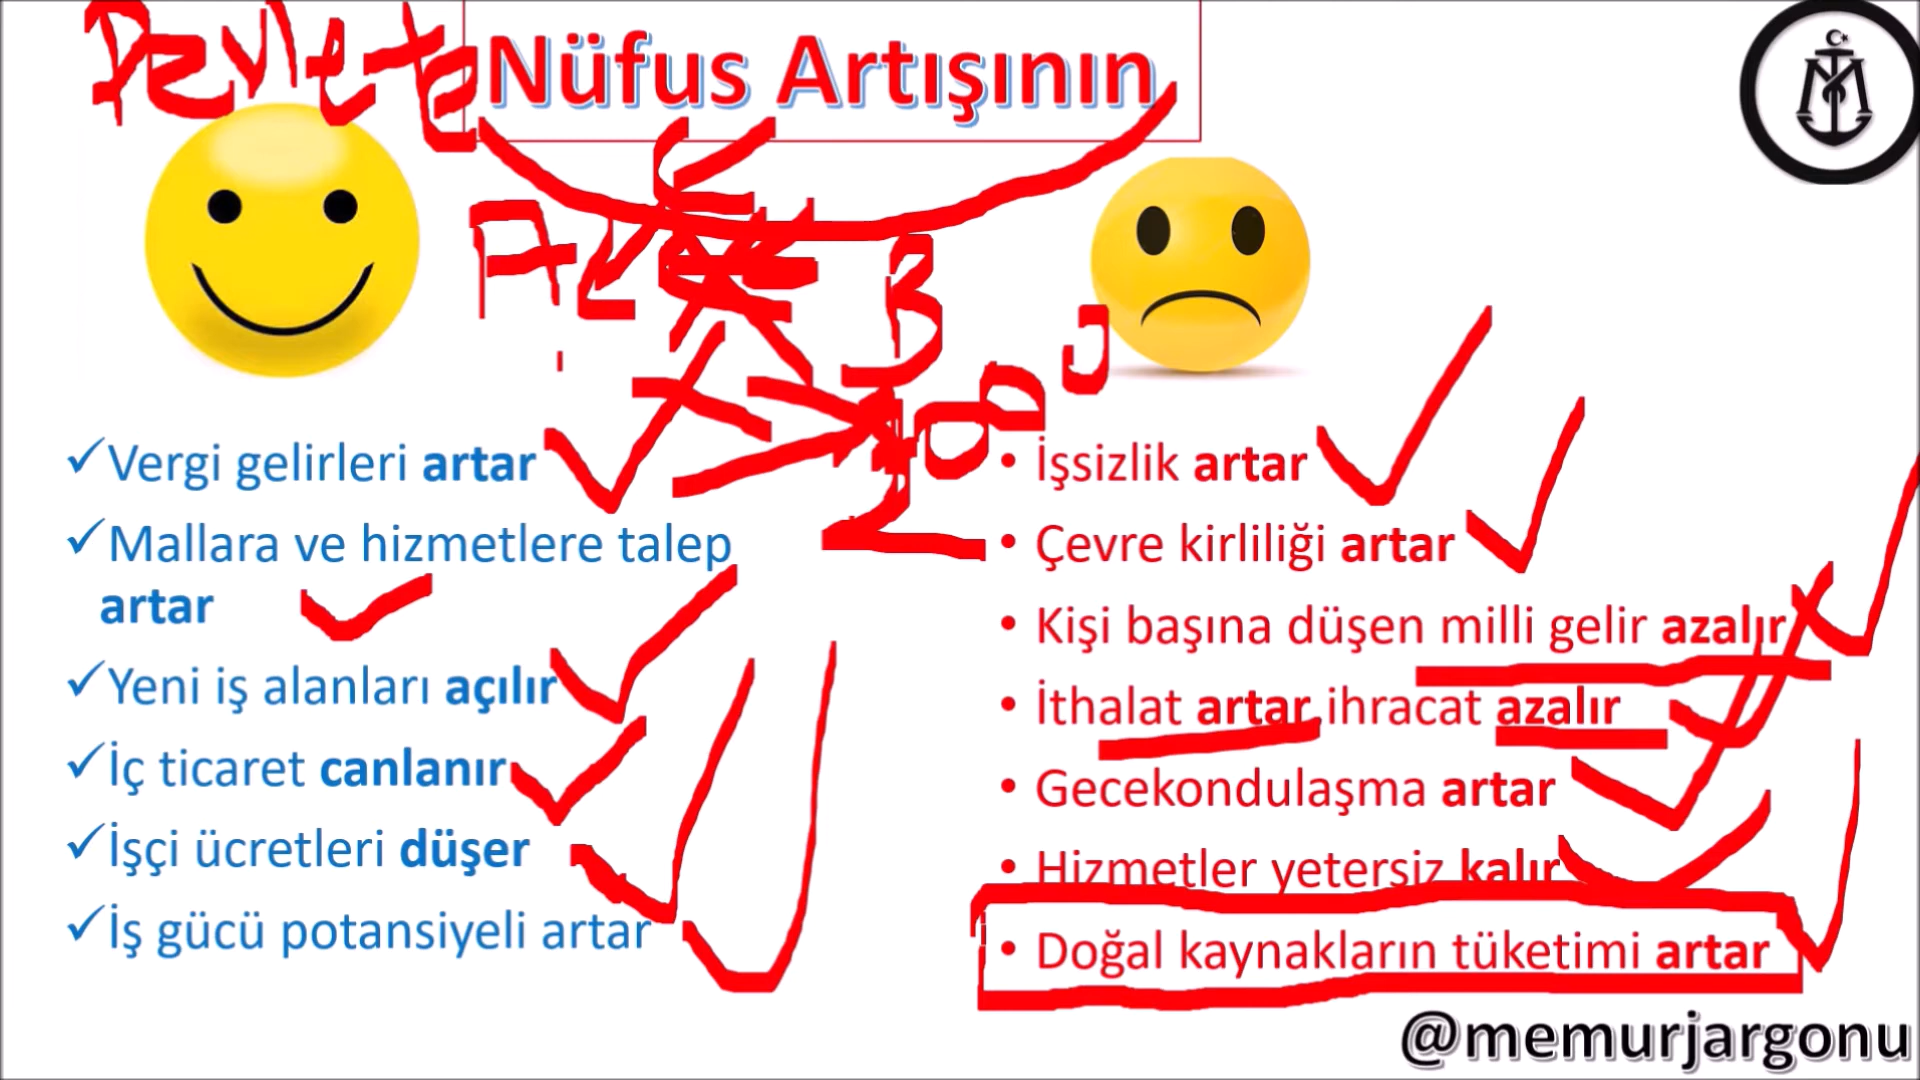 Devlete
Nüfus Artışının
Vergi gelirleri artar
Mallara ve hizmetlere talep
artar
Yeni iş alanları açılır
İç ticaret canlanır
İşçi ücretleri düşer
İş gücü potansiyeli artar
İşsizlik artar
Çevre kirliliği artar
Kişi başına düşen milli gelir azalır
İthalat artar,ihracat azalır
Gecekondulaşma artar
Hizmetler yetersiz kalır
Doğal kaynakların tüketimi artar
@memurjargonu